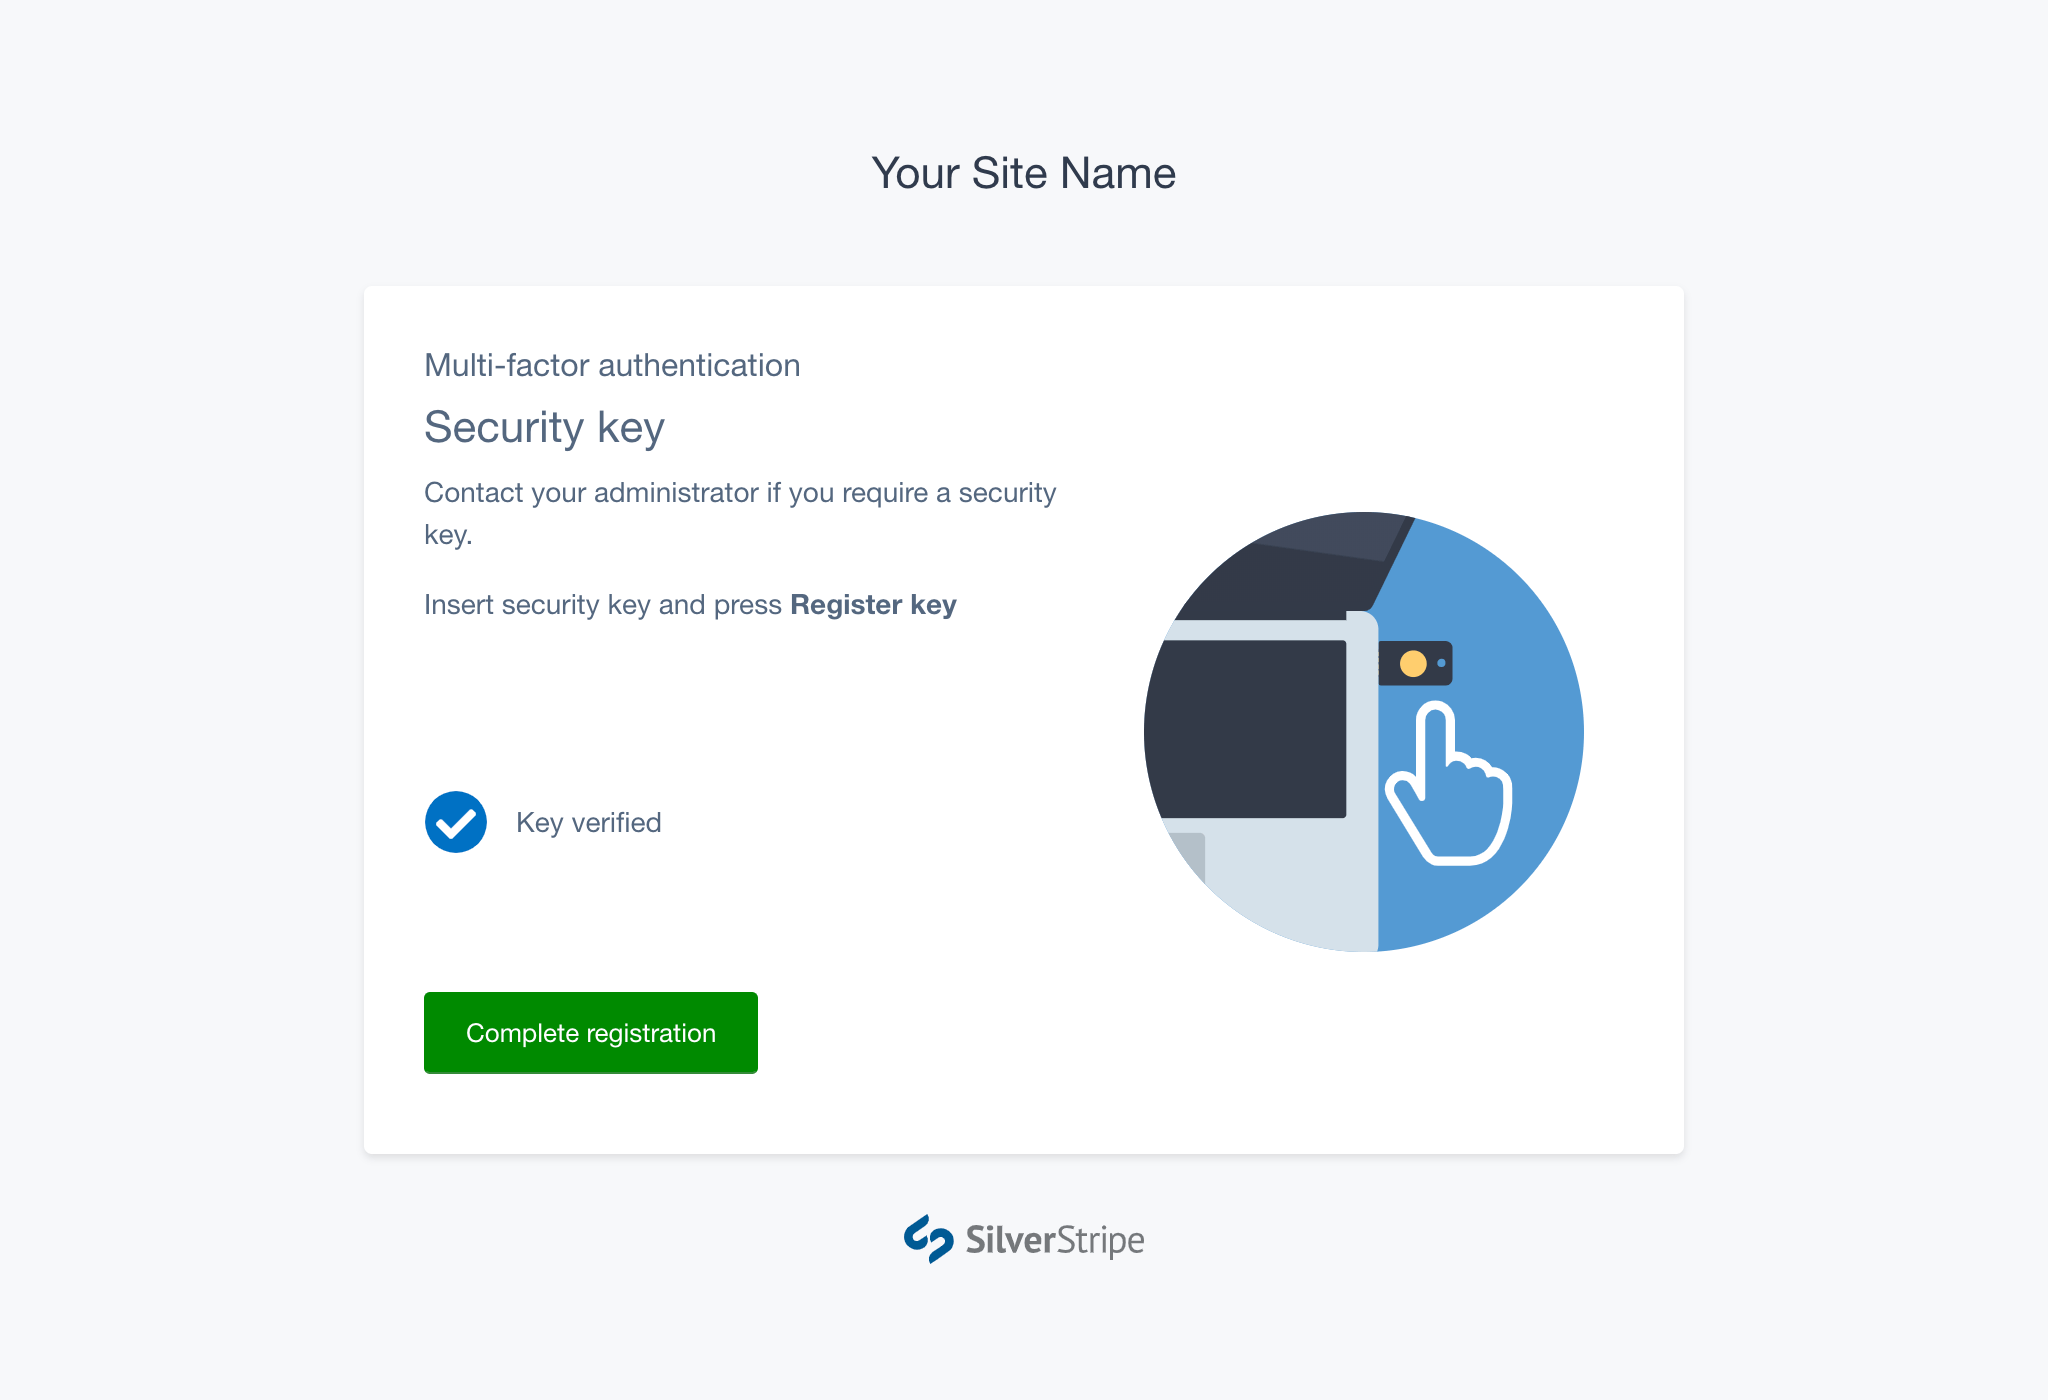 Your Site Name
Multi-factor authentication
Security key
Contact your administrator if you require a security
key.
Insert security key and press Register key
Key verified
Complete registration
SilverStripe